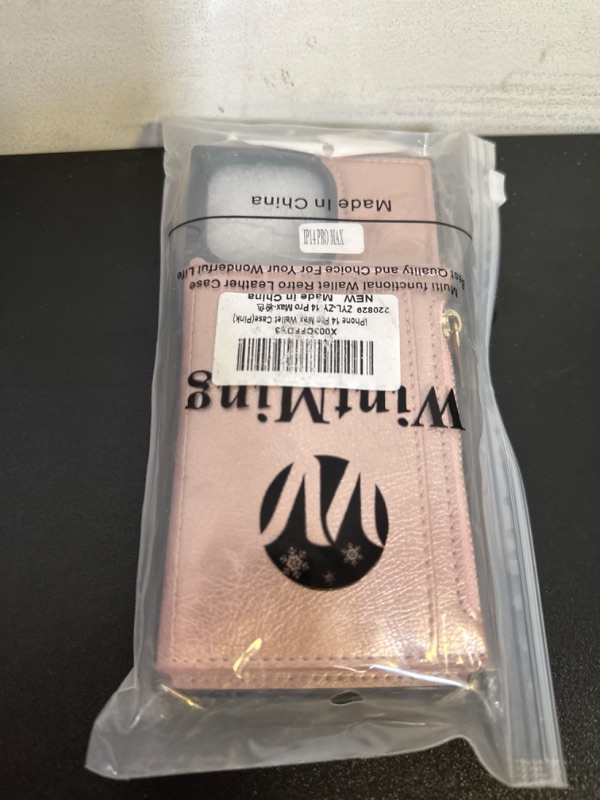 WintMing
iPhone 14 Pro Max Wallet Case(Pink)
220829 ZYL-ZY 14 Pro Max-粉色
NEW Made in China
Multi functional Wallet Retro Leather Case
Best Quality and Choice For Your Wonderful Life
IP14 PRO MAX
Made In China